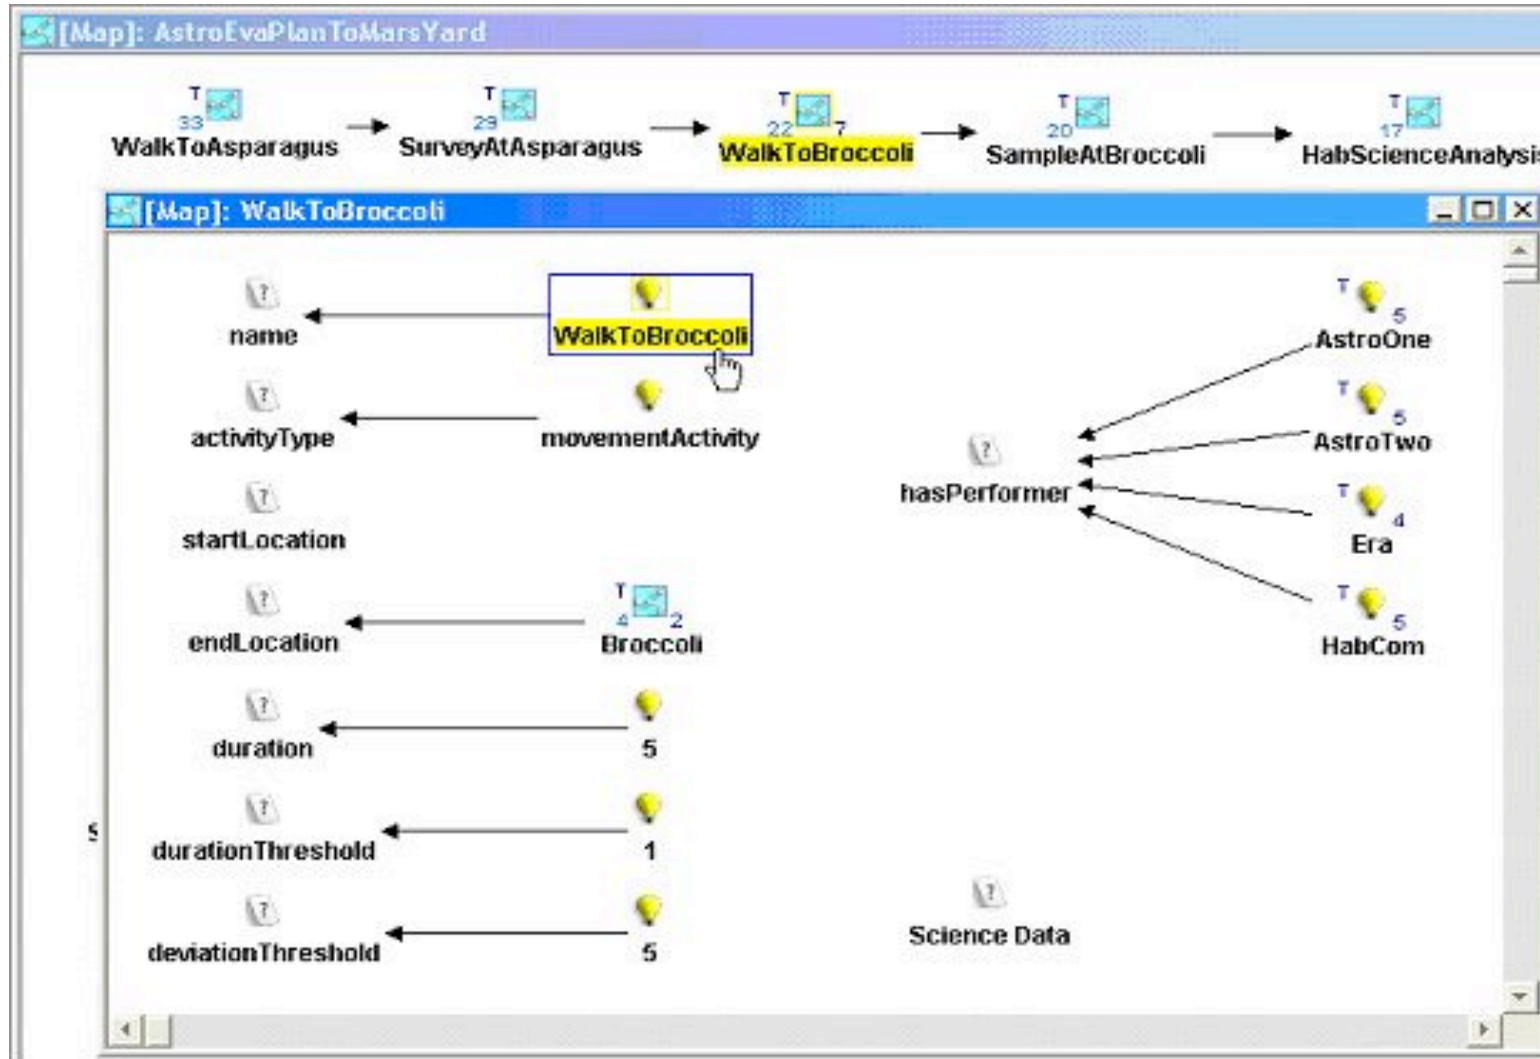 [Map]: AstroEvaPlanToMarsYard
T T T T T
33 29 22 7 20 17
WalkToAsparagus SurveyAtAsparagus WalkToBroccoli SampleAtBroccoli HabScienceAnalysis
[Map]: WalkToBroccoli
?
name
WalkToBroccoli
T 5
AstroOne
?
activityType
movementActivity
T 5
AstroTwo
?
hasPerformer
?
startLocation
T 4
Era
?
endLocation
T 4 2
Broccoli
T 5
HabCom
?
duration
5
?
durationThreshold
1
S
?
deviationThreshold
5
?
Science Data